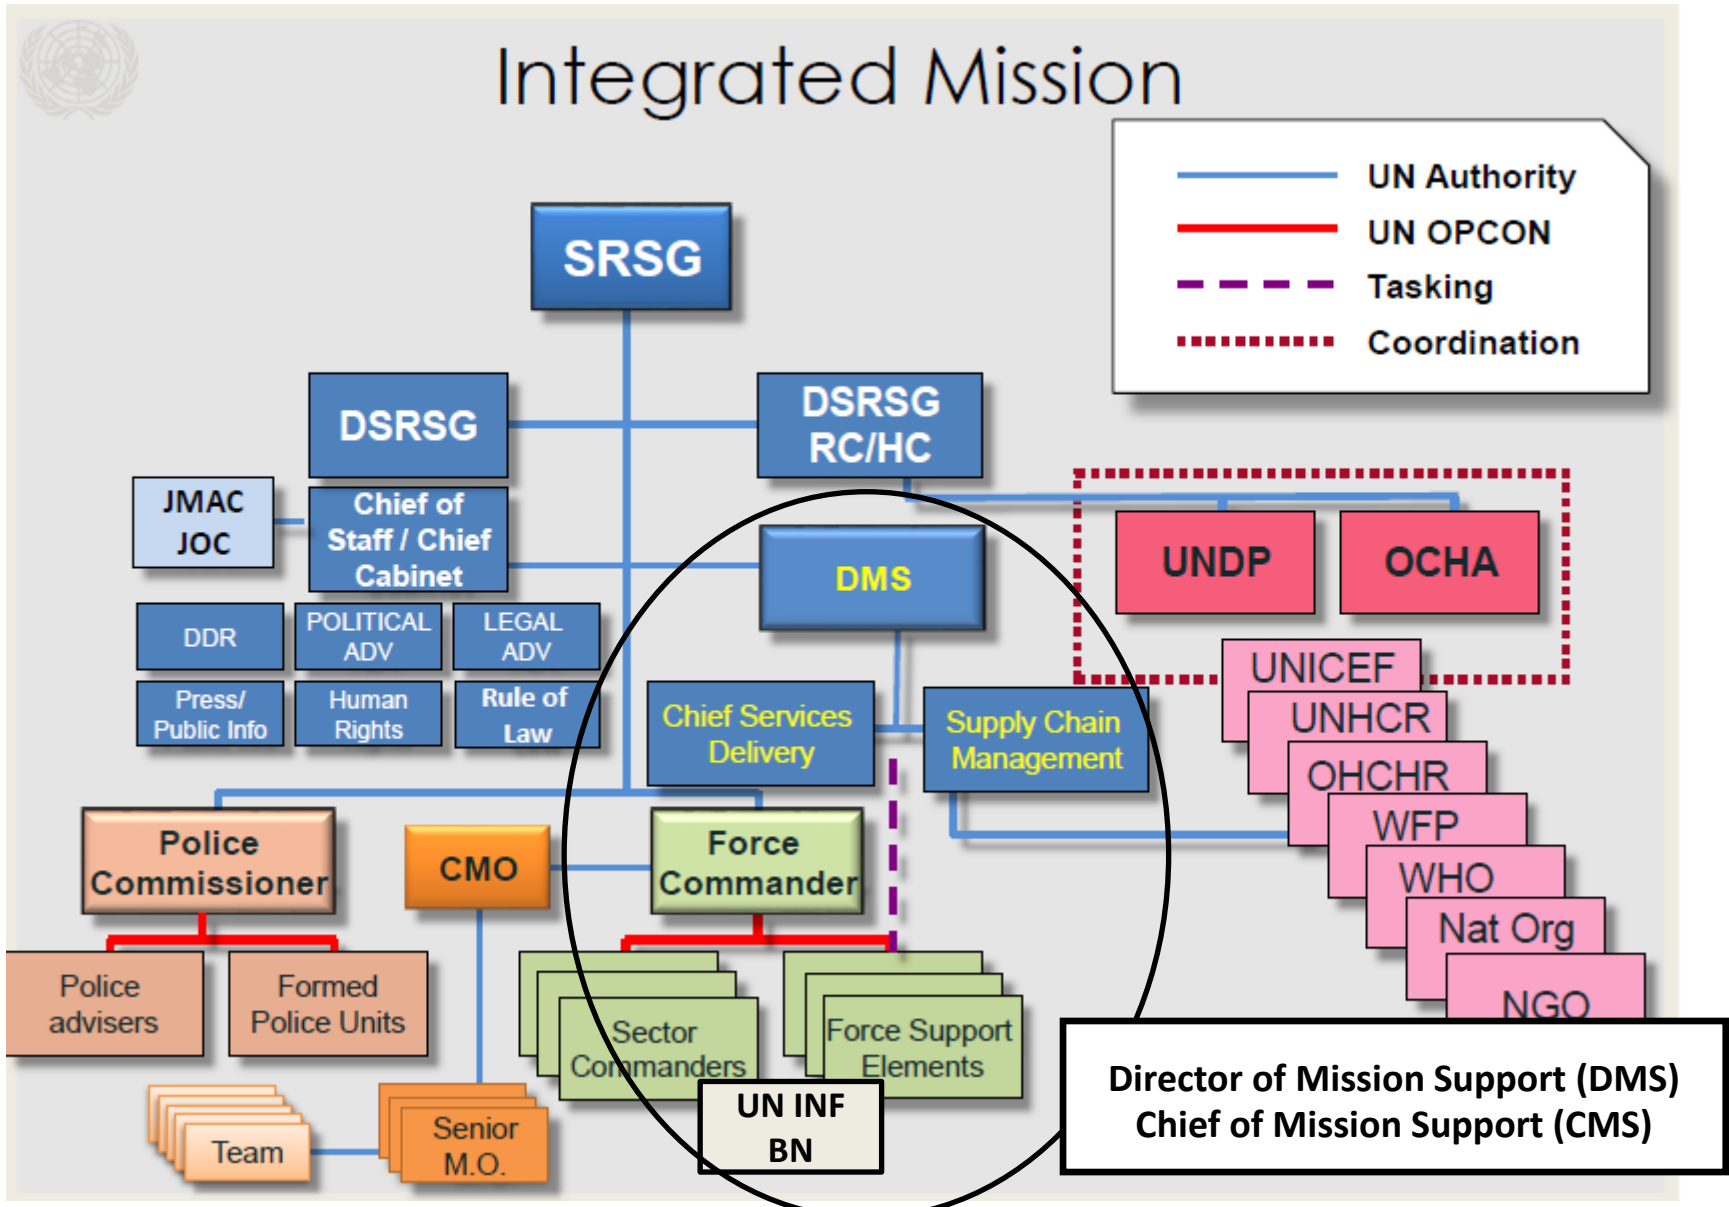 Integrated Mission
UN Authority
UN OPCON
Tasking
Coordination
SRSG
DSRSG
DSRSG
RC/HC
JMAC
JOC
Chief of
Staff / Chief
Cabinet
DMS
UNDP
OCHA
DDR
POLITICAL
ADV
LEGAL
ADV
Press/
Public Info
Human
Rights
Rule of
Law
Chief Services
Delivery
Supply Chain
Management
UNICEF
UNHCR
OHCHR
WFP
WHO
Nat Org
NGO
Police
Commissioner
CMO
Force
Commander
Police
advisers
Formed
Police Units
Sector
Commanders
Force Support
Elements
UN INF
BN
Team
Senior
M.O.
Director of Mission Support (DMS)
Chief of Mission Support (CMS)